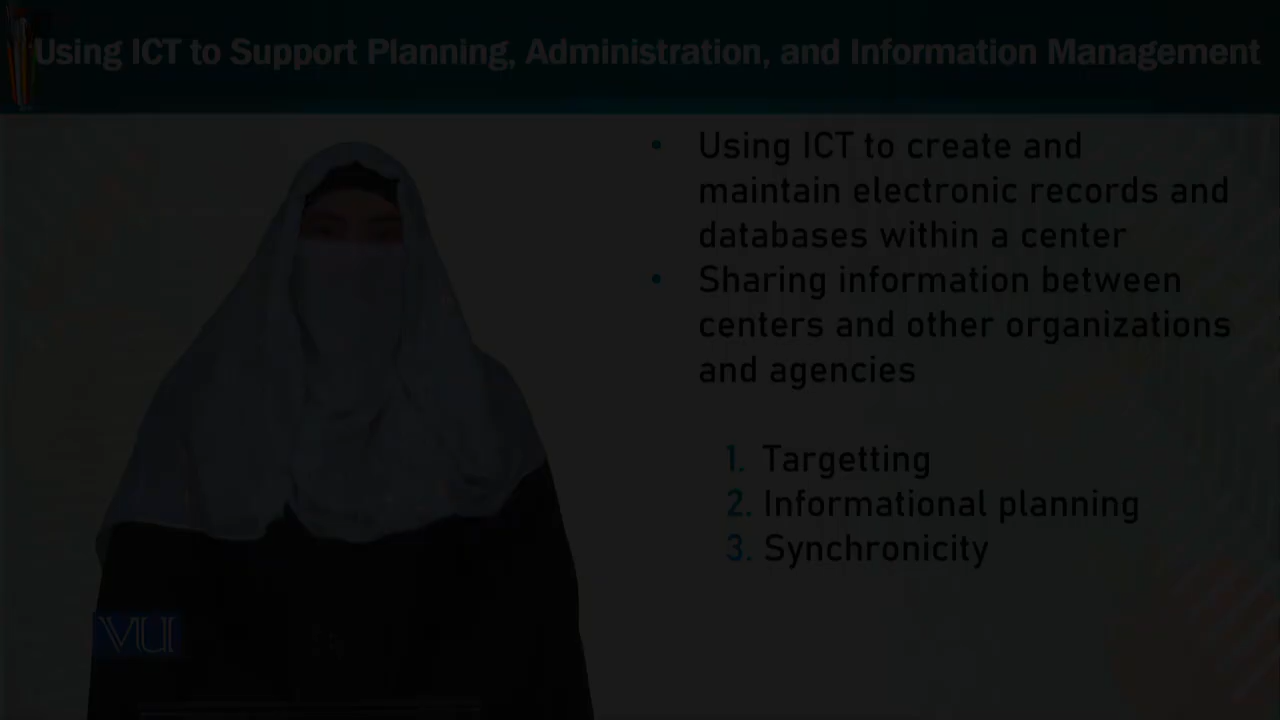 Using ICT to Support Planning, Administration, and Information Management
• Using ICT to create and
maintain electronic records and
databases within a center
• Sharing information between
centers and other organizations
and agencies
1. Targetting
2. Informational planning
3. Synchronicity
VU